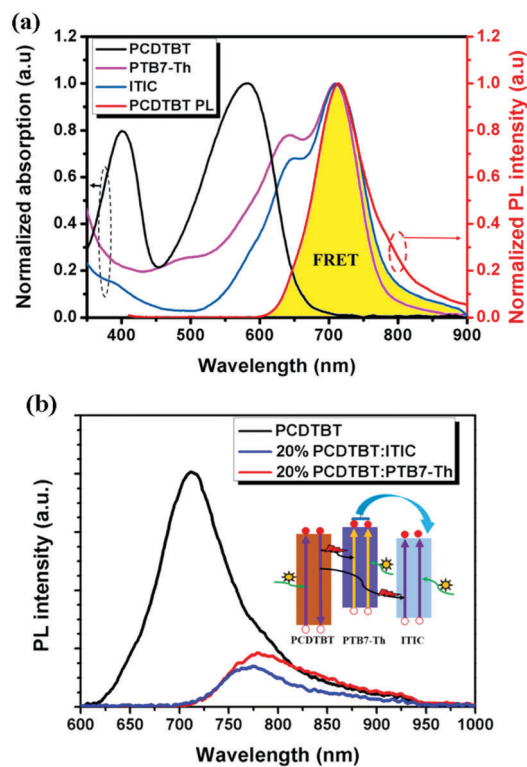 (a)
PCDTBT
PTB7-Th
ITIC
PCDTBT PL
Normalized absorption (a.u)
1.2
1.0
0.8
0.6
0.4
0.2
0.0
FRET
Normalized PL intensity (a.u)
1.2
1.0
0.8
0.6
0.4
0.2
0.0
400 500 600 700 800 900
Wavelength (nm)
(b)
PCDTBT
20% PCDTBT:ITIC
20% PCDTBT:PTB7-Th
PL intensity (a.u.)
PCDTBT PTB7-Th ITIC
600 650 700 750 800 850 900 950 1000
Wavelength (nm)